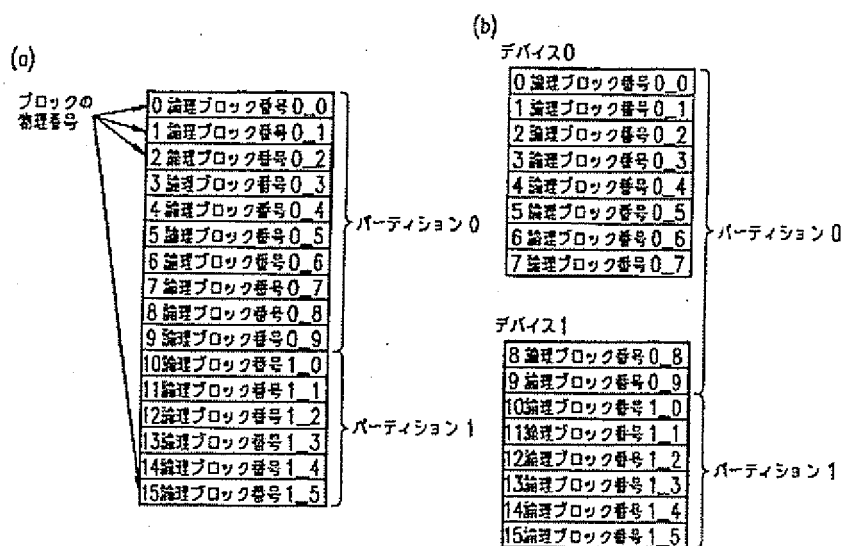 (a)
ブロックの
物理番号
0 論理ブロック番号0_0
1 論理ブロック番号0_1
2 論理ブロック番号0_2
3 論理ブロック番号0_3
4 論理ブロック番号0_4
5 論理ブロック番号0_5
6 論理ブロック番号0_6
7 論理ブロック番号0_7
8 論理ブロック番号0_8
9 論理ブロック番号0_9
10論理ブロック番号1_0
11論理ブロック番号1_1
12論理ブロック番号1_2
13論理ブロック番号1_3
14論理ブロック番号1_4
15論理ブロック番号1_5
パーティション0
パーティション1
(b)
デバイス0
0 論理ブロック番号0_0
1 論理ブロック番号0_1
2 論理ブロック番号0_2
3 論理ブロック番号0_3
4 論理ブロック番号0_4
5 論理ブロック番号0_5
6 論理ブロック番号0_6
7 論理ブロック番号0_7
デバイス1
8 論理ブロック番号0_8
9 論理ブロック番号0_9
10論理ブロック番号1_0
11論理ブロック番号1_1
12論理ブロック番号1_2
13論理ブロック番号1_3
14論理ブロック番号1_4
15論理ブロック番号1_5
パーティション0
パーティション1